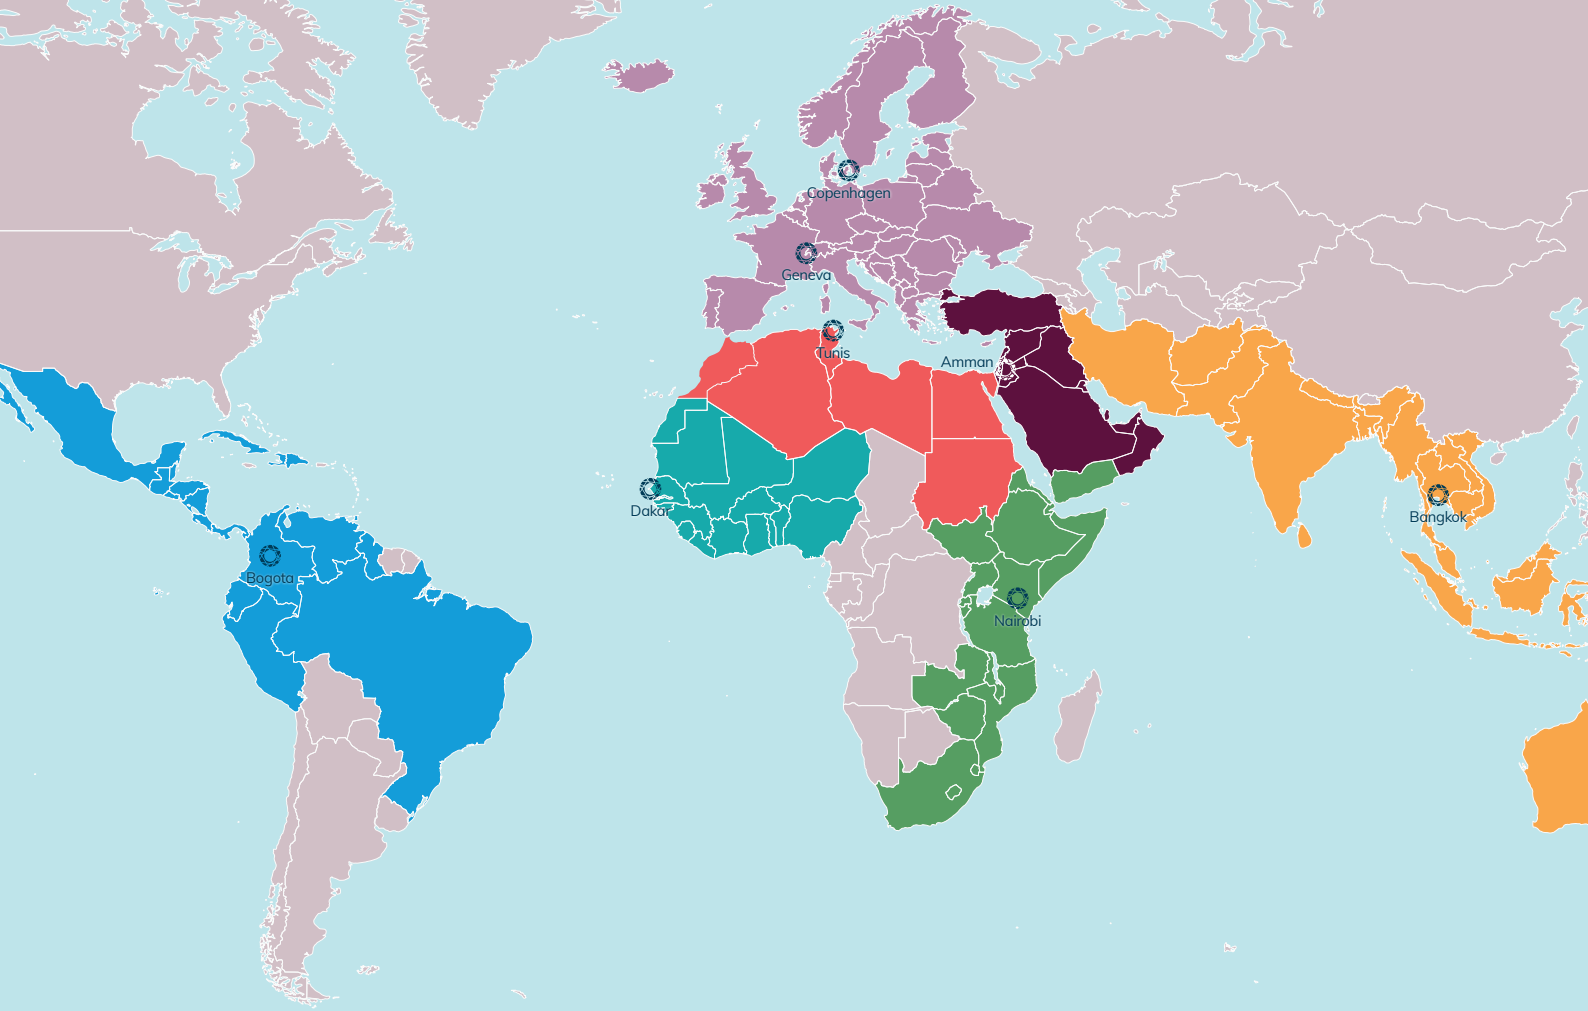 Copenhagen
Geneva
Tunis
Amman
Dakar
Bangkok
Bogota
Nairobi